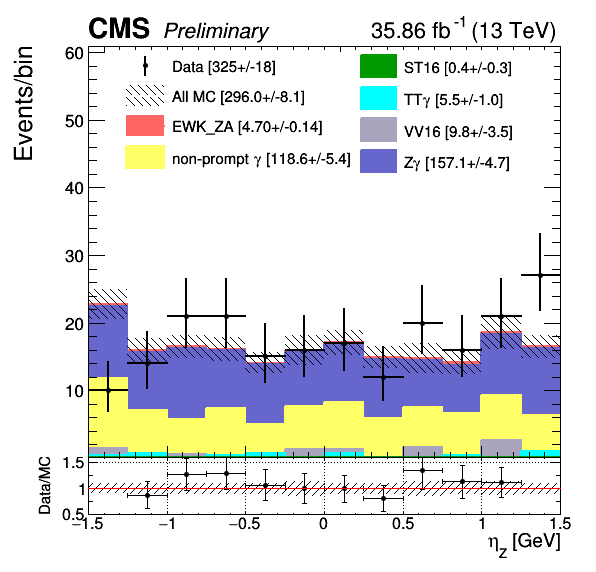 CMS Preliminary 35.86 fb⁻¹ (13 TeV)
Events/bin
60
50
40
30
20
10
Data [325+/-18]
All MC [296.0+/-8.1]
EWK_ZA [4.70+/-0.14]
non-prompt γ [118.6+/-5.4]
ST16 [0.4+/-0.3]
TTγ [5.5+/-1.0]
VV16 [9.8+/-3.5]
Zγ [157.1+/-4.7]
Data/MC
1.5
1
0.5
−1.5 −1 −0.5 0 0.5 1 1.5
η_Z [GeV]